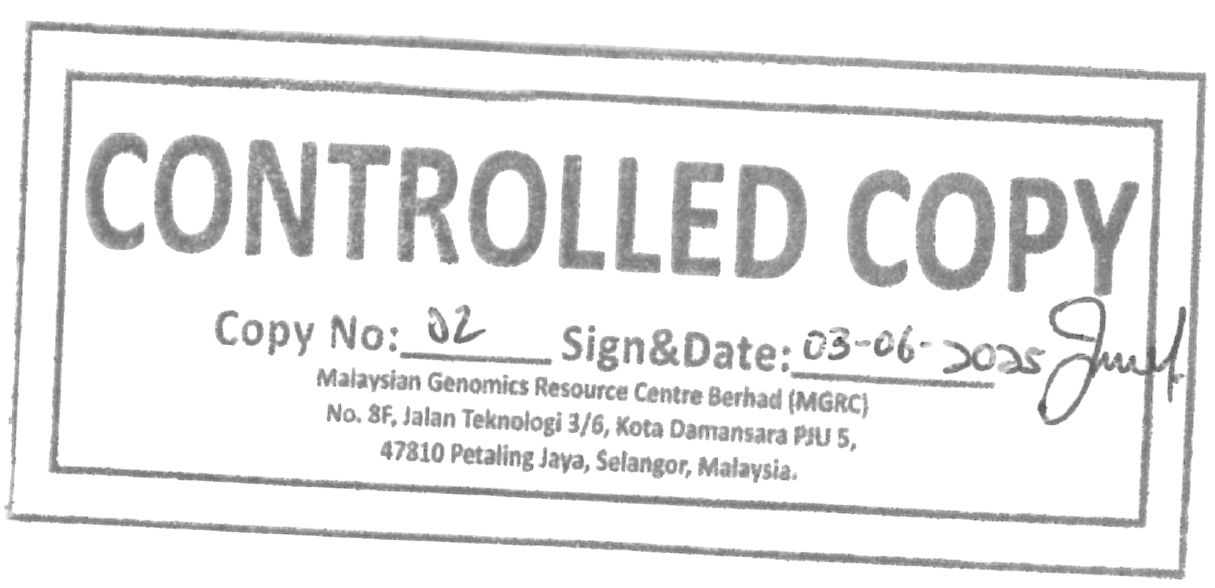 CONTROLLED COPY
Copy No: 02 Sign&Date: 03-06-2025
Malaysian Genomics Resource Centre Berhad (MGRC)
No. 8F, Jalan Teknologi 3/6, Kota Damansara PJU 5,
47810 Petaling Jaya, Selangor, Malaysia.